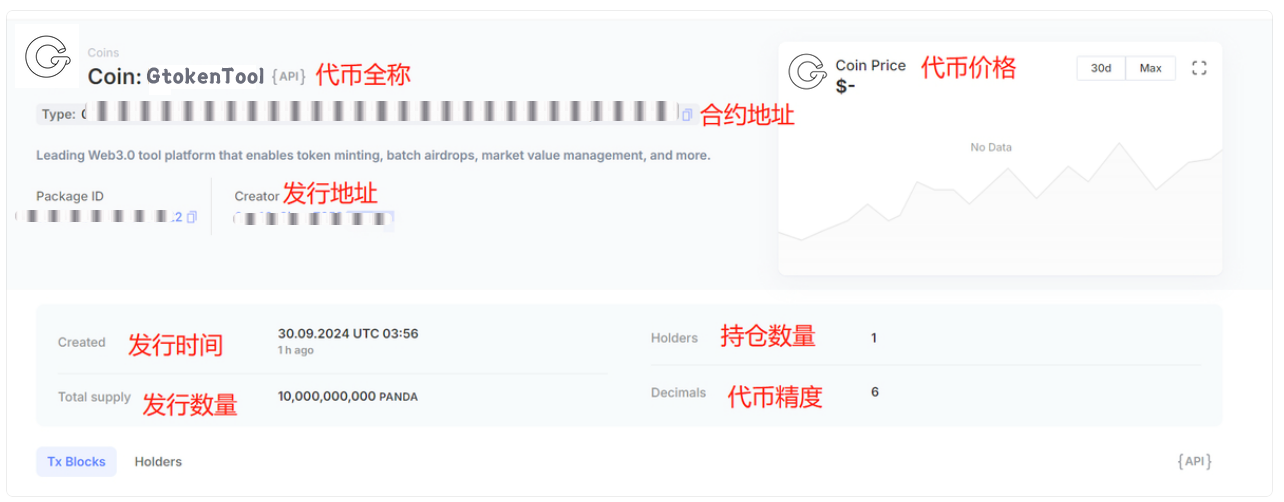 Coins
Coin: GtokenTool {API} 代币全称
Type: 合约地址
Leading Web3.0 tool platform that enables token minting, batch airdrops, market value management, and more.
Package ID
2
Creator 发行地址
Coin Price 代币价格
$-
30d Max
No Data
Created 发行时间 30.09.2024 UTC 03:56
1 h ago
Holders 持仓数量 1
Total supply 发行数量 10,000,000,000 PANDA
Decimals 代币精度 6
Tx Blocks Holders {API}